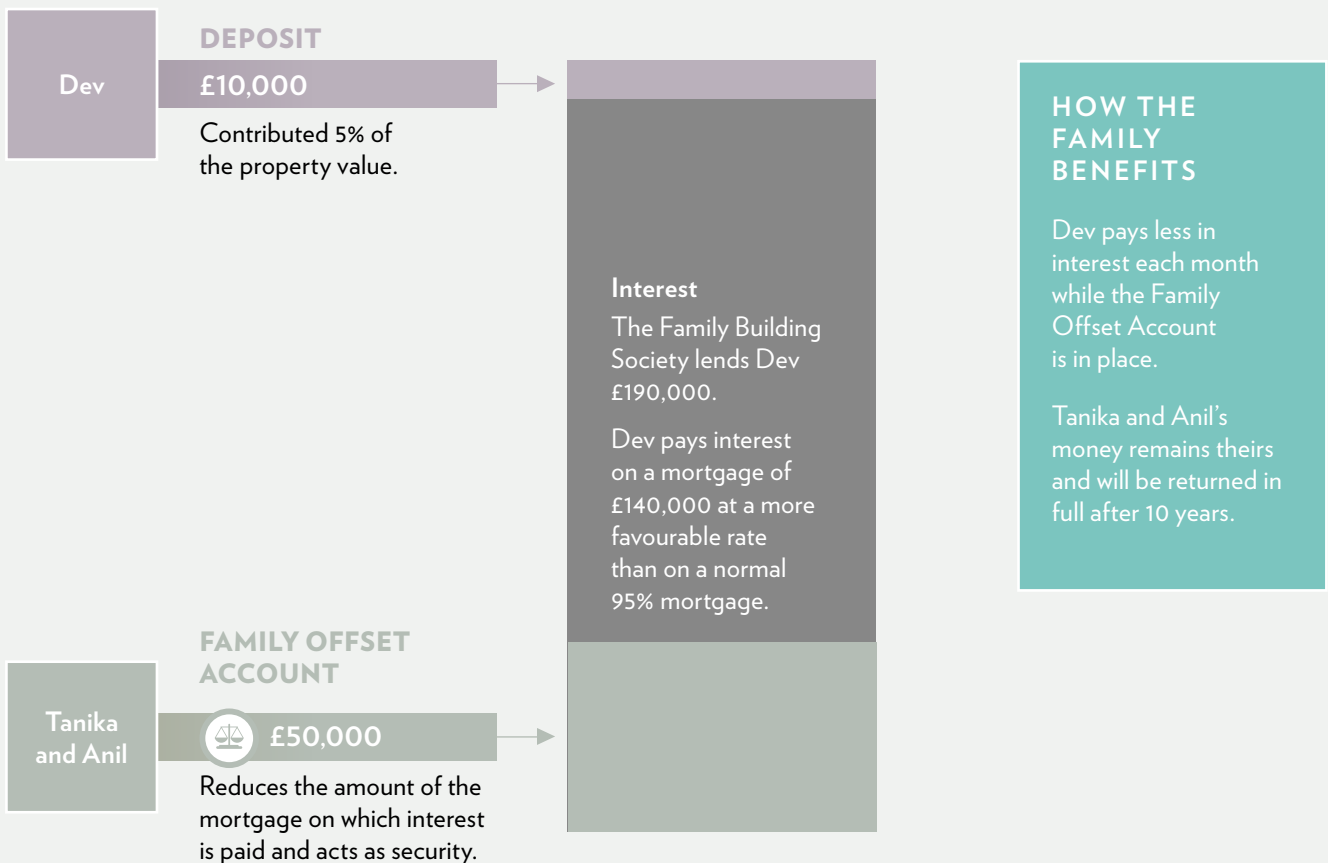 Dev
DEPOSIT
£10,000
Contributed 5% of
the property value.
Interest
The Family Building
Society lends Dev
£190,000.
Dev pays interest
on a mortgage of
£140,000 at a more
favourable rate
than on a normal
95% mortgage.
HOW THE
FAMILY
BENEFITS
Dev pays less in
interest each month
while the Family
Offset Account
is in place.
Tanika and Anil’s
money remains theirs
and will be returned in
full after 10 years.
Tanika
and Anil
FAMILY OFFSET
ACCOUNT
£50,000
Reduces the amount of the
mortgage on which interest
is paid and acts as security.